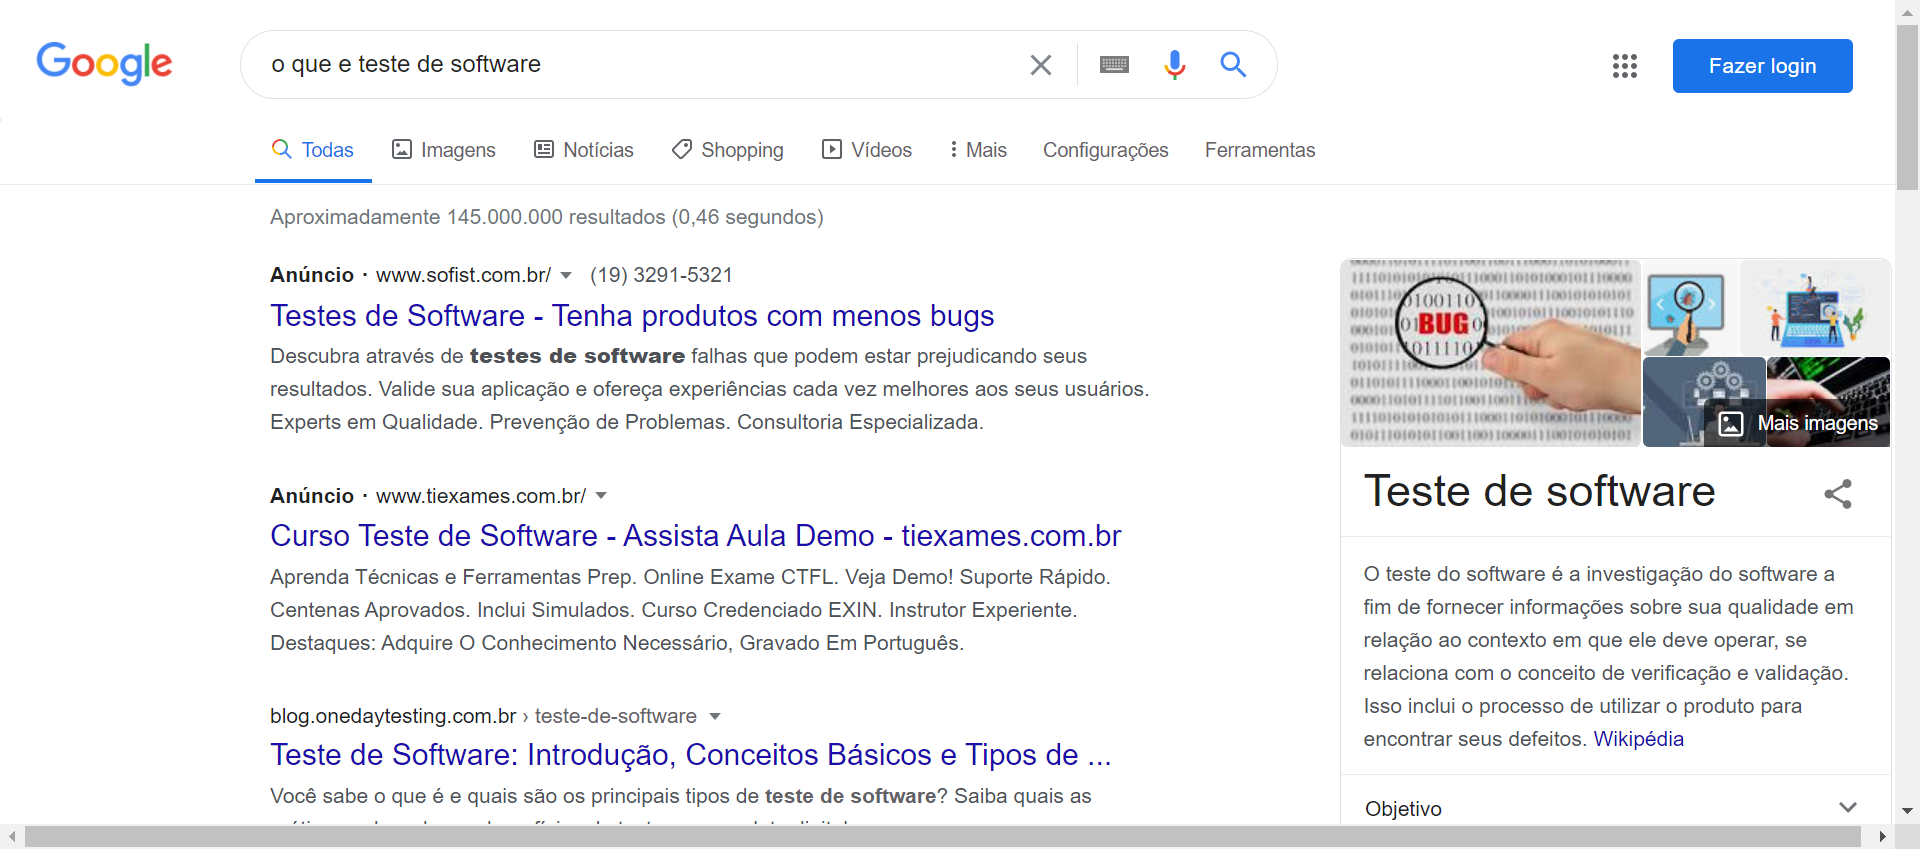 Google
o que e teste de software
Fazer login
Todas
Imagens
Notícias
Shopping
Vídeos
Mais
Configurações
Ferramentas
Aproximadamente 145.000.000 resultados (0,46 segundos)
Anúncio · www.sofist.com.br/ (19) 3291-5321
Testes de Software - Tenha produtos com menos bugs
Descubra através de testes de software falhas que podem estar prejudicando seus
resultados. Valide sua aplicação e ofereça experiências cada vez melhores aos seus usuários.
Experts em Qualidade. Prevenção de Problemas. Consultoria Especializada.
Anúncio · www.tiexames.com.br/
Curso Teste de Software - Assista Aula Demo - tiexames.com.br
Aprenda Técnicas e Ferramentas Prep. Online Exame CTFL. Veja Demo! Suporte Rápido.
Centenas Aprovados. Inclui Simulados. Curso Credenciado EXIN. Instrutor Experiente.
Destaques: Adquire O Conhecimento Necessário, Gravado Em Português.
blog.onedaytesting.com.br › teste-de-software
Teste de Software: Introdução, Conceitos Básicos e Tipos de ...
Você sabe o que é e quais são os principais tipos de teste de software? Saiba quais as
BUG
Mais imagens
Teste de software
O teste do software é a investigação do software a
fim de fornecer informações sobre sua qualidade em
relação ao contexto em que ele deve operar, se
relaciona com o conceito de verificação e validação.
Isso inclui o processo de utilizar o produto para
encontrar seus defeitos. Wikipédia
Objetivo